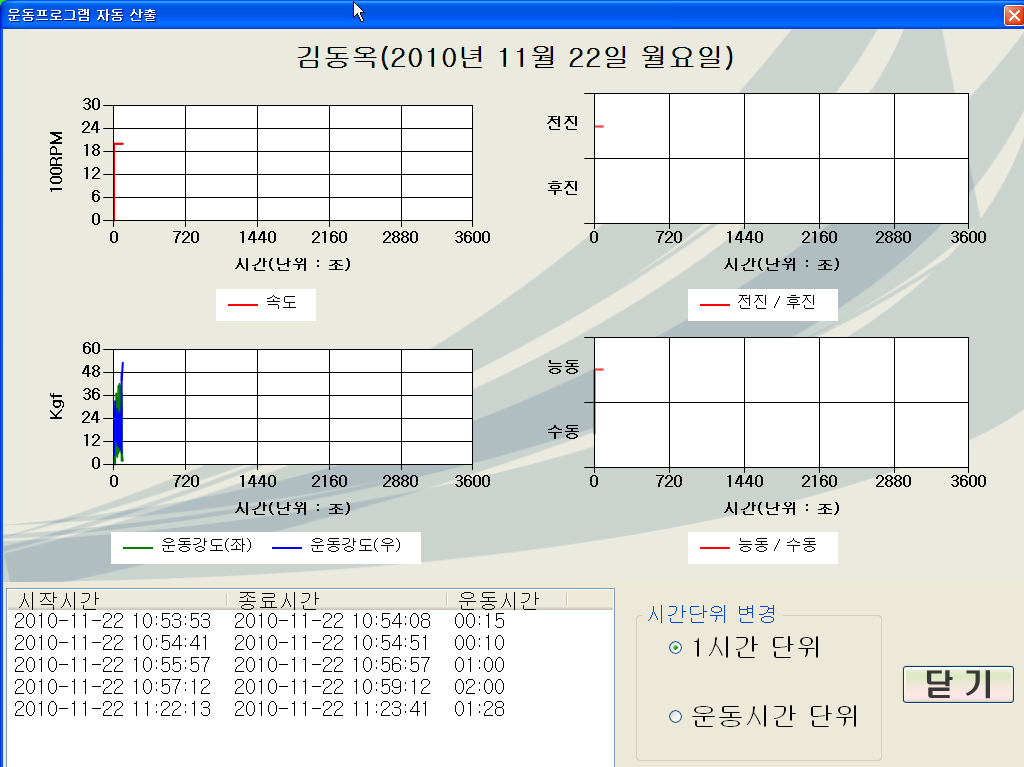 운동프로그램 자동 산출
김동옥(2010년 11월 22일 월요일)
30
24
18
12
6
0
100RPM
0 720 1440 2160 2880 3600
시간(단위 : 초)
속도
전진
후진
0 720 1440 2160 2880 3600
시간(단위 : 초)
전진 / 후진
60
48
36
24
12
0
Kgf
0 720 1440 2160 2880 3600
시간(단위 : 초)
운동강도(좌) 운동강도(우)
능동
수동
0 720 1440 2160 2880 3600
시간(단위 : 초)
능동 / 수동
시작시간 종료시간 운동시간
2010-11-22 10:53:53 2010-11-22 10:54:08 00:15
2010-11-22 10:54:41 2010-11-22 10:54:51 00:10
2010-11-22 10:55:57 2010-11-22 10:56:57 01:00
2010-11-22 10:57:12 2010-11-22 10:59:12 02:00
2010-11-22 11:22:13 2010-11-22 11:23:41 01:28
시간단위 변경
1시간 단위
운동시간 단위
닫 기